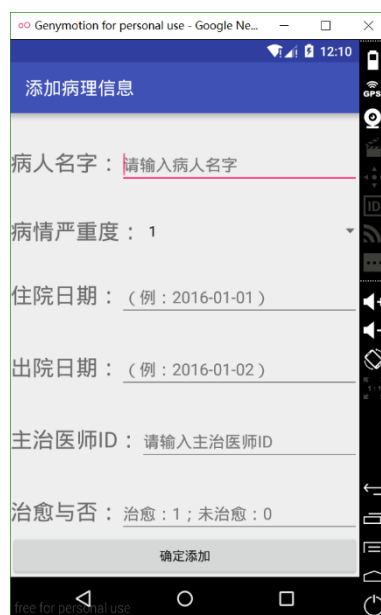 Genymotion for personal use - Google Ne...
12:10
添加病理信息
GPS
病人名字： 请输入病人名字
病情严重度： 1
ID
住院日期： （例：2016-01-01）
出院日期： （例：2016-01-02）
1:1
主治医师ID： 请输入主治医师ID
治愈与否： 治愈：1；未治愈：0
确定添加
free for personal use